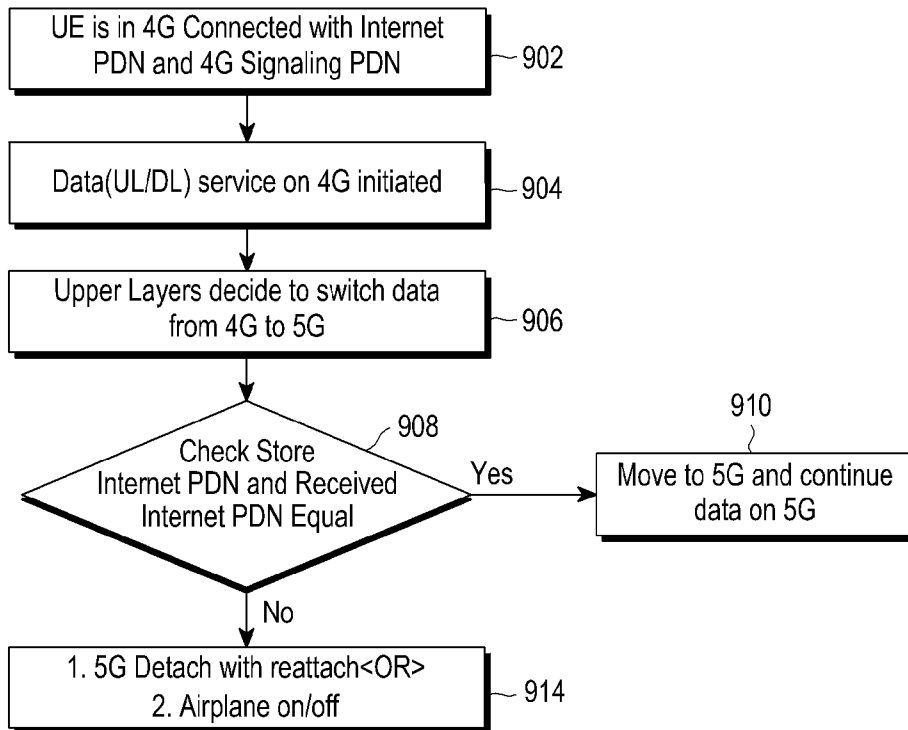 UE is in 4G Connected with Internet
PDN and 4G Signaling PDN
902
Data(UL/DL) service on 4G initiated
904
Upper Layers decide to switch data
from 4G to 5G
906
908
Check Store
Internet PDN and Received
Internet PDN Equal
Yes
910
Move to 5G and continue
data on 5G
No
1. 5G Detach with reattach<OR>
2. Airplane on/off
914